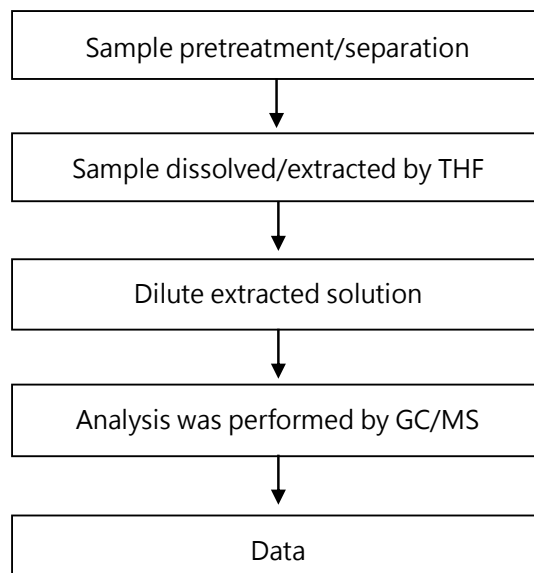 Sample pretreatment/separation
Sample dissolved/extracted by THF
Dilute extracted solution
Analysis was performed by GC/MS
Data